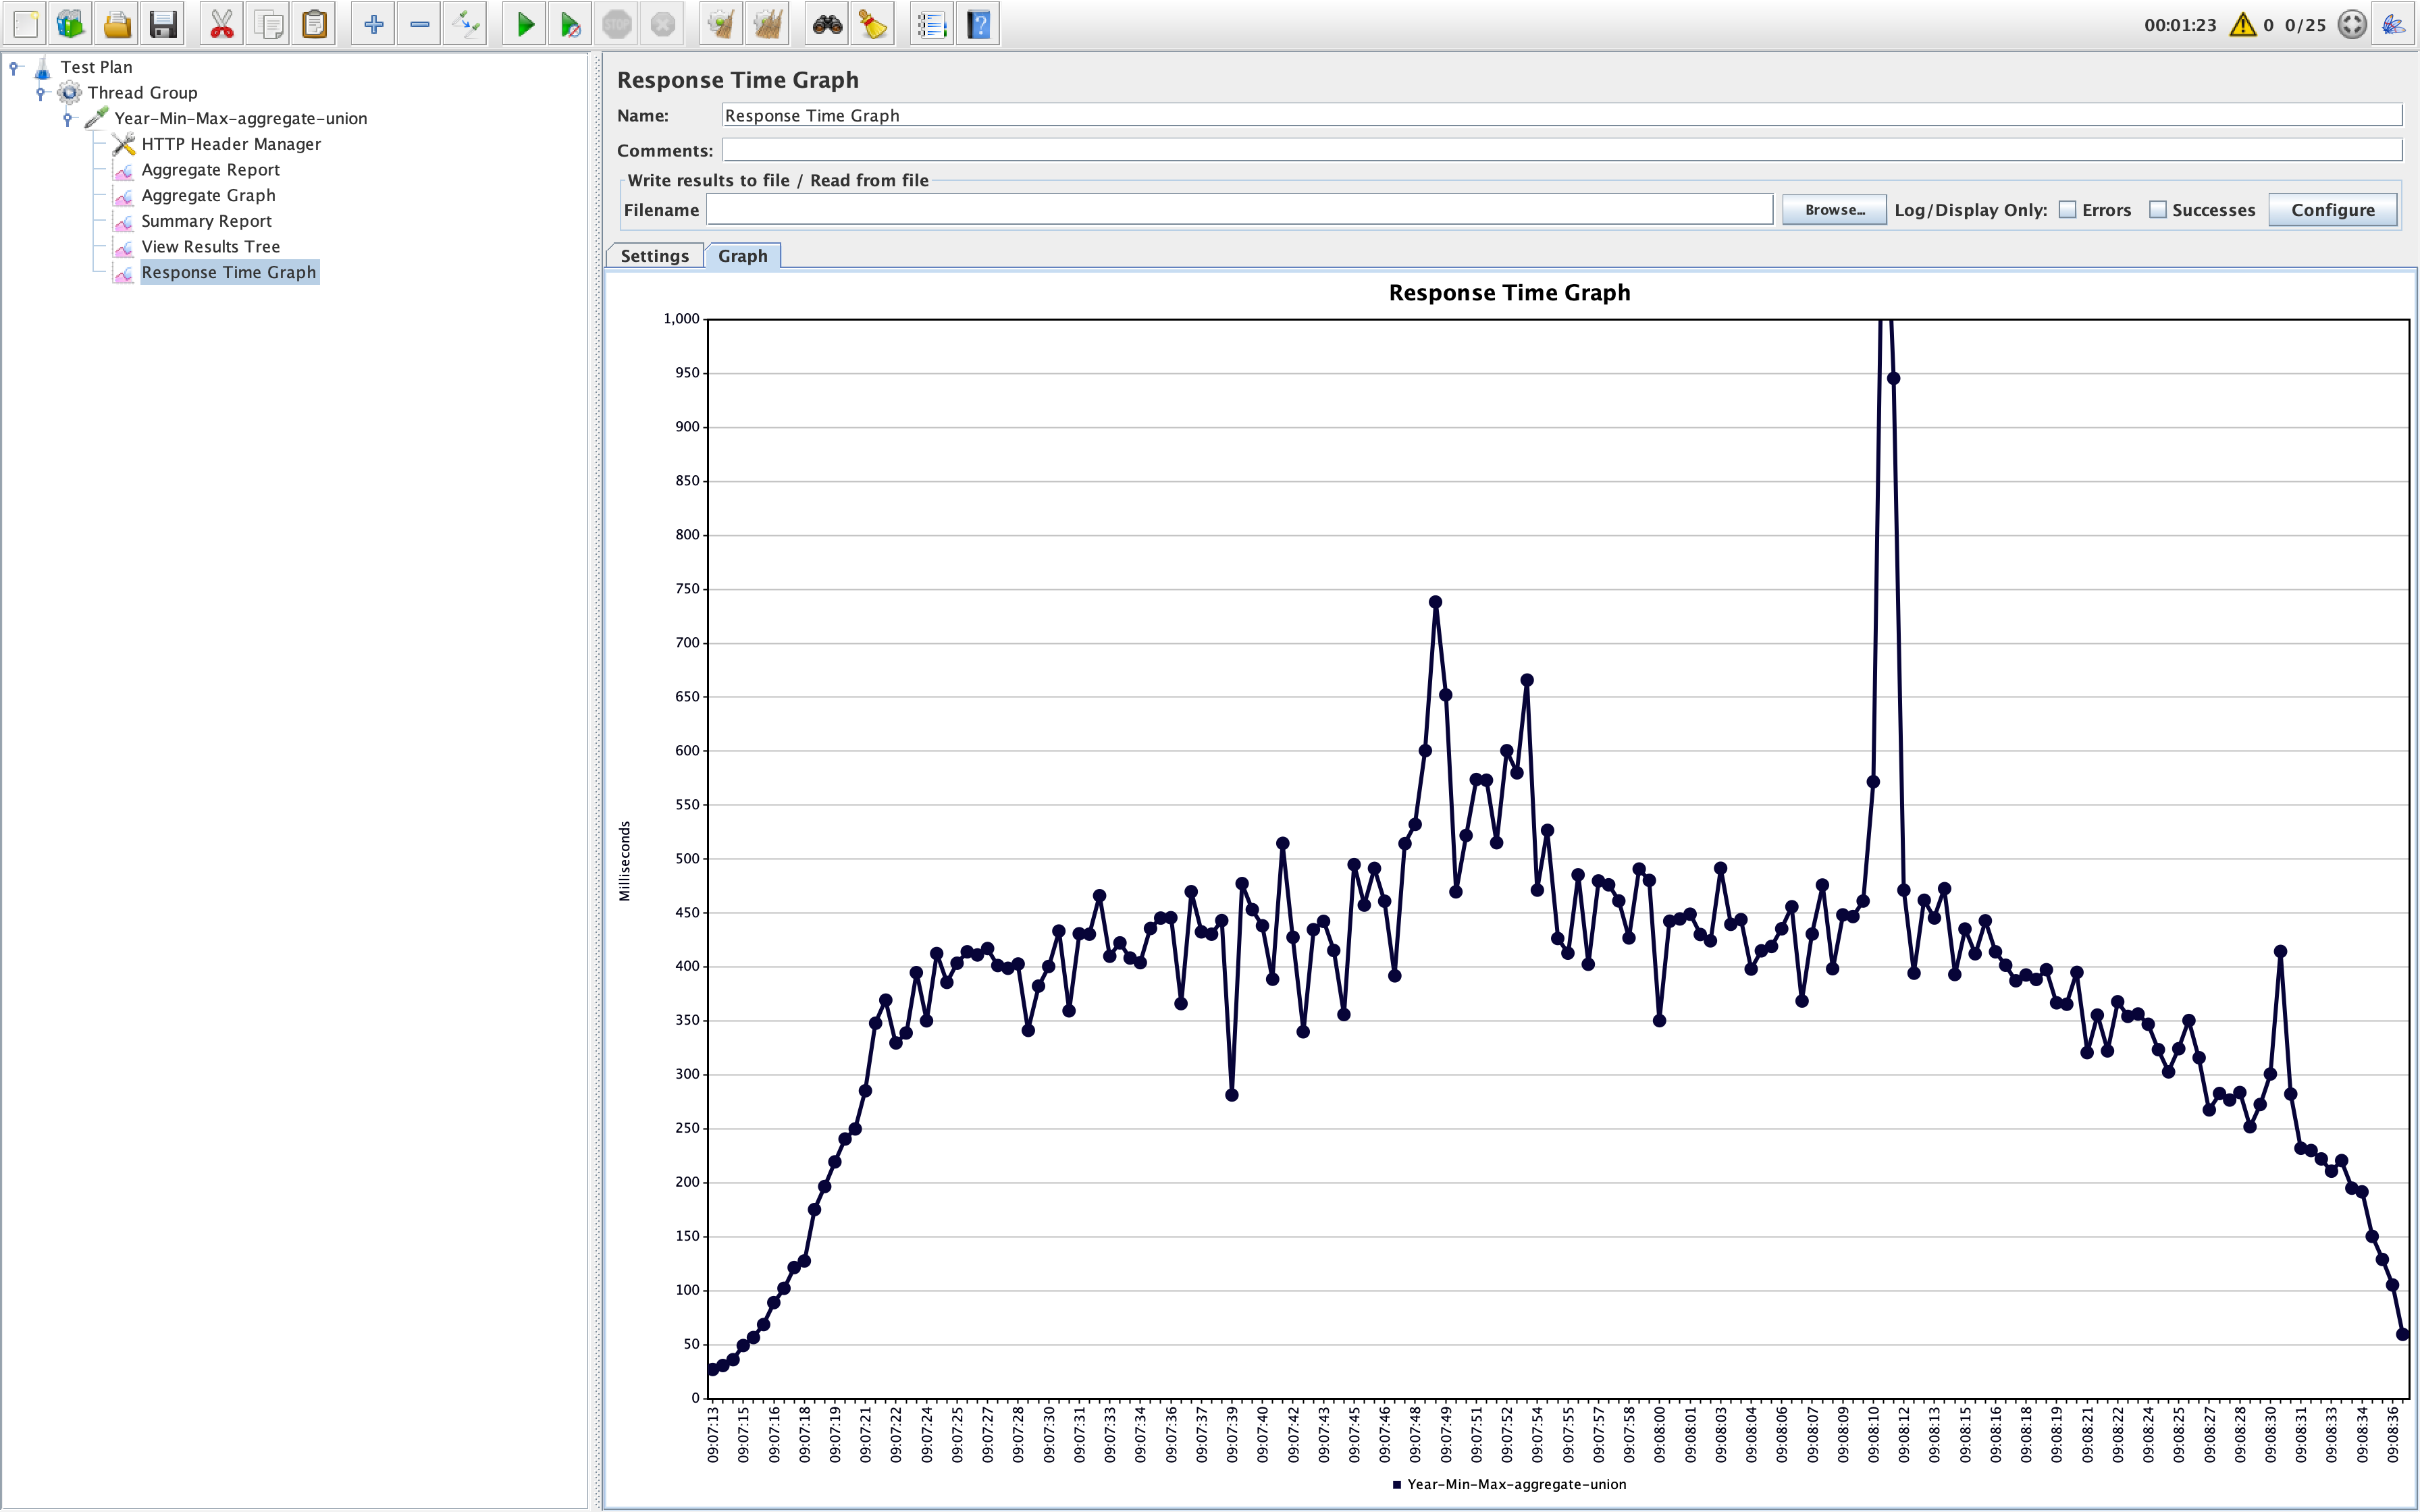 STOP
00:01:23 0 0/25
Test Plan
Thread Group
Year-Min-Max-aggregate-union
HTTP Header Manager
Aggregate Report
Aggregate Graph
Summary Report
View Results Tree
Response Time Graph
Response Time Graph
Name: Response Time Graph
Comments:
Write results to file / Read from file
Filename Browse... Log/Display Only: Errors Successes Configure
Settings Graph
Response Time Graph
1,000
950
900
850
800
750
700
650
600
550
500
450
400
350
300
250
200
150
100
50
0
Milliseconds
09:07:13 09:07:15 09:07:16 09:07:18 09:07:19 09:07:21 09:07:22 09:07:24 09:07:25 09:07:27 09:07:28 09:07:30 09:07:31 09:07:33 09:07:34 09:07:36 09:07:37 09:07:39 09:07:40 09:07:42 09:07:43 09:07:45 09:07:46 09:07:48 09:07:49 09:07:51 09:07:52 09:07:54 09:07:55 09:07:57 09:07:58 09:08:00 09:08:01 09:08:03 09:08:04 09:08:06 09:08:07 09:08:09 09:08:10 09:08:12 09:08:13 09:08:15 09:08:16 09:08:18 09:08:19 09:08:21 09:08:22 09:08:24 09:08:25 09:08:27 09:08:28 09:08:30 09:08:31 09:08:33 09:08:34 09:08:36
Year-Min-Max-aggregate-union